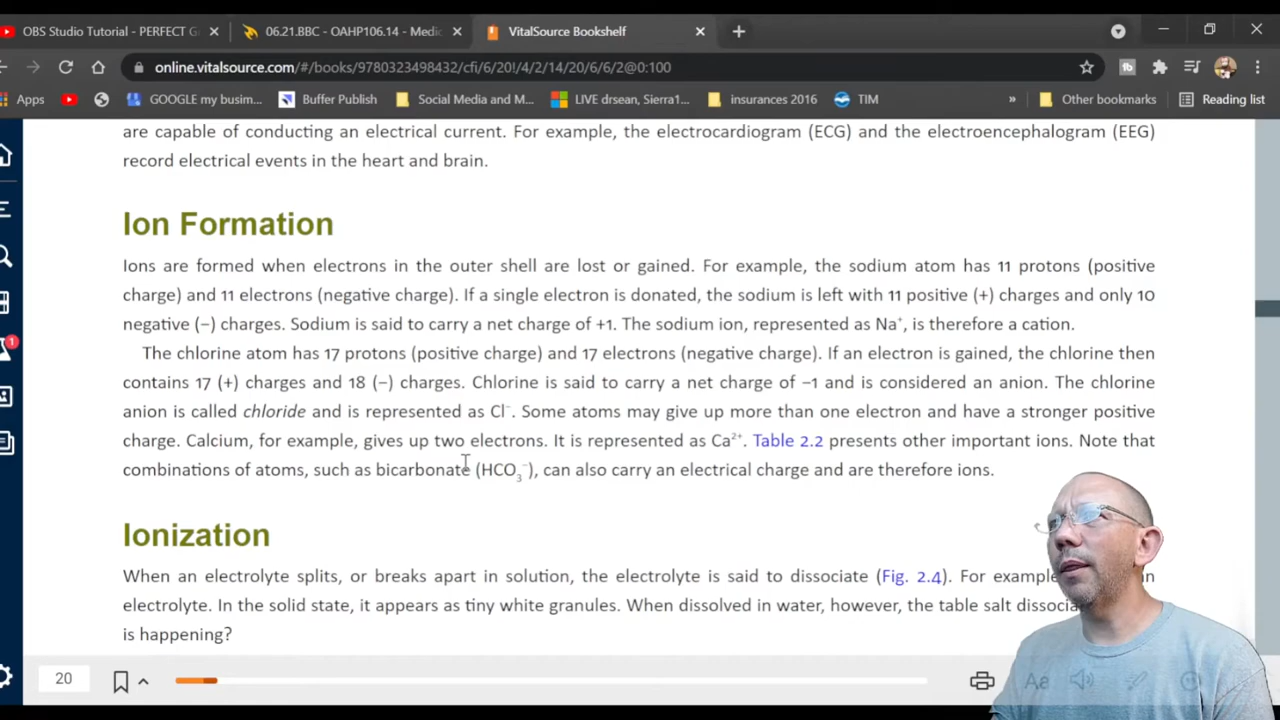 OBS Studio Tutorial - PERFECT G
06.21.BBC - OAHP106.14 - Medic
VitalSource Bookshelf
online.vitalsource.com/#/books/9780323498432/cfi/6/20!/4/2/14/20/6/6/2@0:100
Apps
GOOGLE my busim...
Buffer Publish
Social Media and M...
LIVE drsean, Sierra1...
insurances 2016
TIM
»
Other bookmarks
Reading list
are capable of conducting an electrical current. For example, the electrocardiogram (ECG) and the electroencephalogram (EEG)
record electrical events in the heart and brain.
Ion Formation
Ions are formed when electrons in the outer shell are lost or gained. For example, the sodium atom has 11 protons (positive
charge) and 11 electrons (negative charge). If a single electron is donated, the sodium is left with 11 positive (+) charges and only 10
negative (−) charges. Sodium is said to carry a net charge of +1. The sodium ion, represented as Na⁺, is therefore a cation.
The chlorine atom has 17 protons (positive charge) and 17 electrons (negative charge). If an electron is gained, the chlorine then
contains 17 (+) charges and 18 (−) charges. Chlorine is said to carry a net charge of −1 and is considered an anion. The chlorine
anion is called chloride and is represented as Cl⁻. Some atoms may give up more than one electron and have a stronger positive
charge. Calcium, for example, gives up two electrons. It is represented as Ca²⁺. Table 2.2 presents other important ions. Note that
combinations of atoms, such as bicarbonate (HCO₃⁻), can also carry an electrical charge and are therefore ions.
Ionization
When an electrolyte splits, or breaks apart in solution, the electrolyte is said to dissociate (Fig. 2.4). For example n
electrolyte. In the solid state, it appears as tiny white granules. When dissolved in water, however, the table salt dissocia
is happening?
1
20
Aa